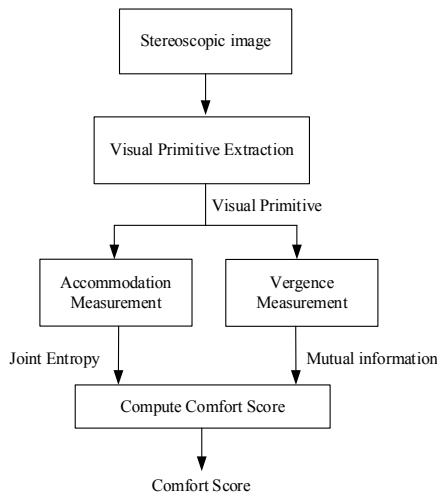 Stereoscopic image
Visual Primitive Extraction
Visual Primitive
Accommodation
Measurement
Vergence
Measurement
Joint Entropy
Mutual information
Compute Comfort Score
Comfort Score